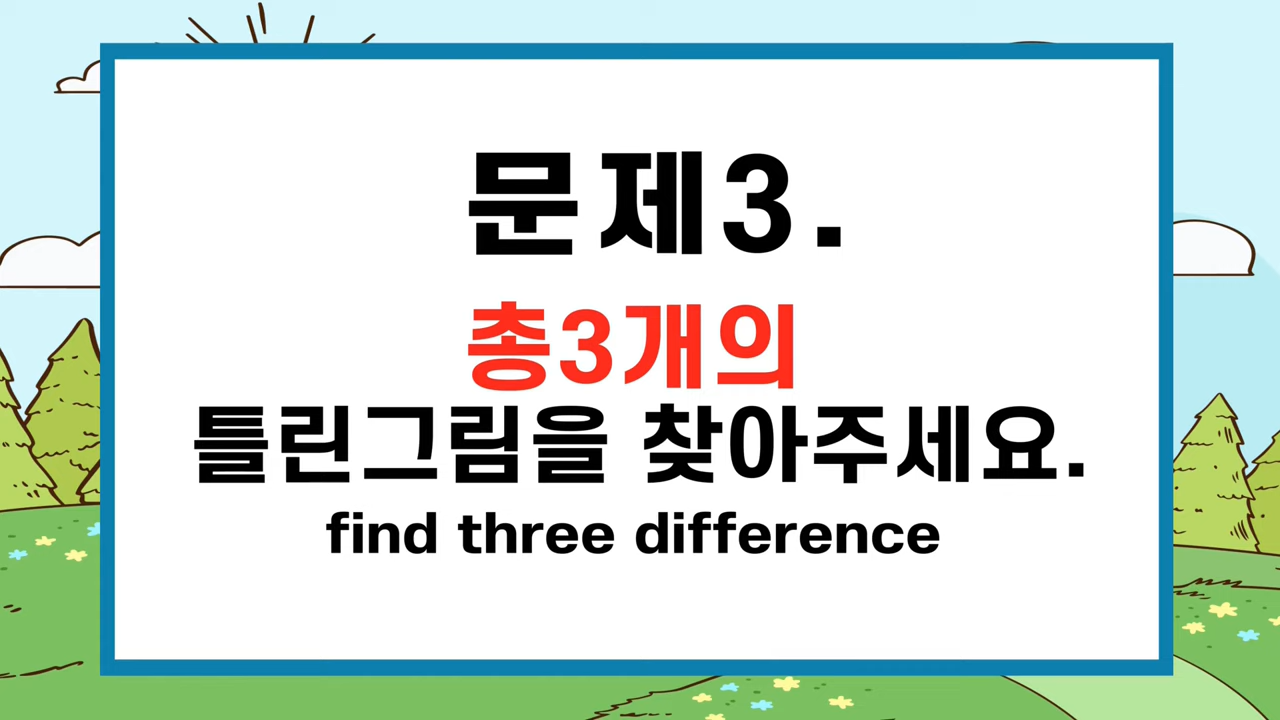 문제3.
총3개의
틀린그림을 찾아주세요.
find three difference